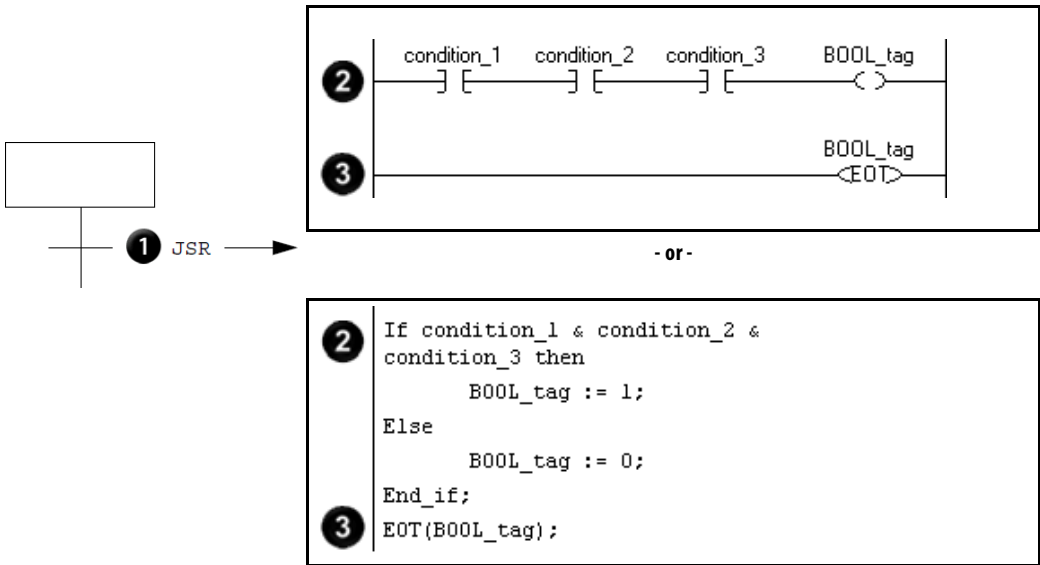 condition_1 condition_2 condition_3 BOOL_tag
2
BOOL_tag
3 EOT
1 JSR
- or -
2 If condition_1 & condition_2 &
condition_3 then
BOOL_tag := 1;
Else
BOOL_tag := 0;
End_if;
3 EOT(BOOL_tag);